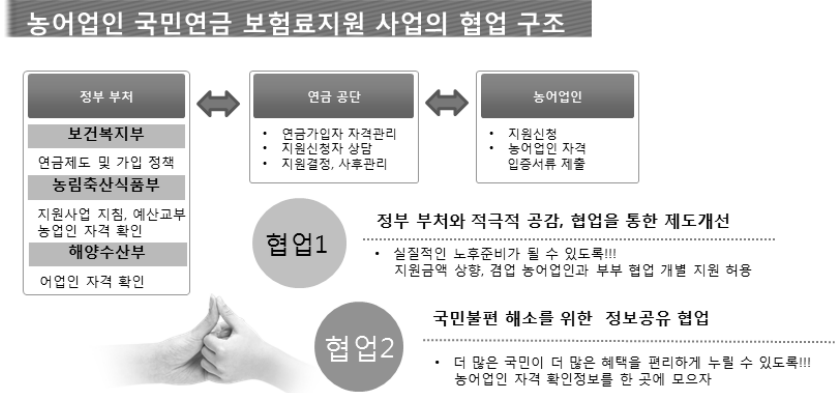 농어업인 국민연금 보험료지원 사업의 협업 구조
정부 부처
보건복지부
연금제도 및 가입 정책
농림축산식품부
지원사업 지침, 예산교부
농업인 자격 확인
해양수산부
어업인 자격 확인
연금 공단
• 연금가입자 자격관리
• 지원신청자 상담
• 지원결정, 사후관리
농어업인
• 지원신청
• 농어업인 자격
입증서류 제출
협업1
정부 부처와 적극적 공감, 협업을 통한 제도개선
• 실질적인 노후준비가 될 수 있도록!!!
지원금액 상향, 겸업 농어업인과 부부 협업 개별 지원 허용
협업2
국민불편 해소를 위한 정보공유 협업
• 더 많은 국민이 더 많은 혜택을 편리하게 누릴 수 있도록!!!
농어업인 자격 확인정보를 한 곳에 모으자